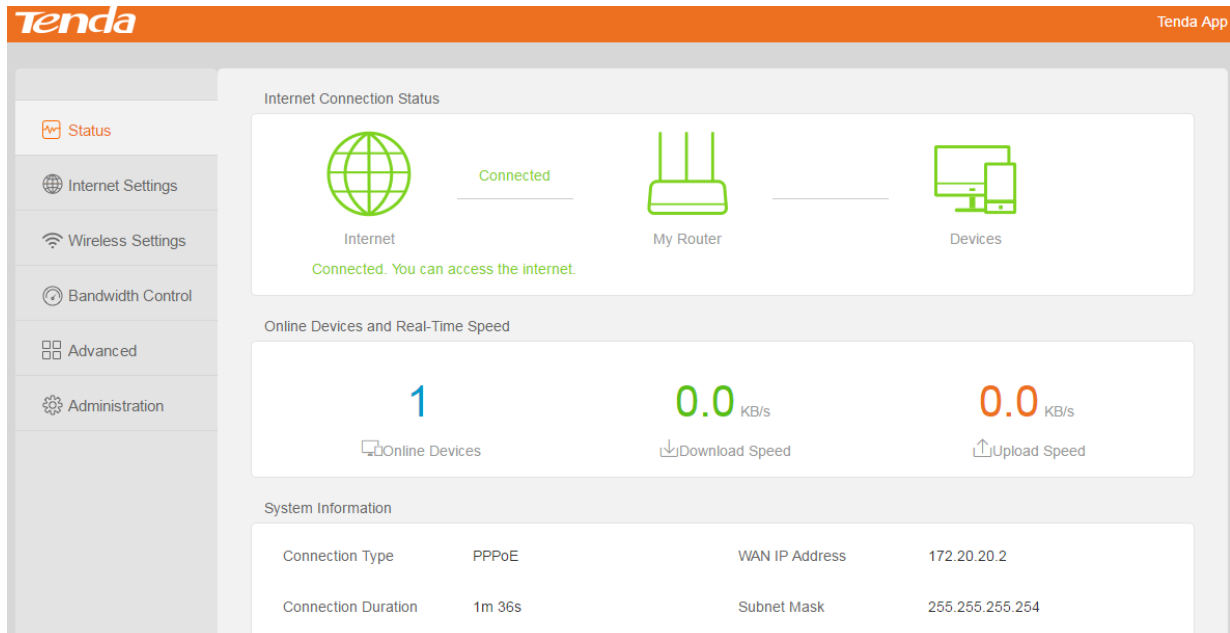 Tenda
Tenda App
Internet Connection Status
Status
Internet Settings
Wireless Settings
Bandwidth Control
Advanced
Administration
Connected
Internet
My Router
Devices
Connected. You can access the internet.
Online Devices and Real-Time Speed
1
0.0 KB/s
0.0 KB/s
Online Devices
Download Speed
Upload Speed
System Information
Connection Type PPPoE WAN IP Address 172.20.20.2
Connection Duration 1m 36s Subnet Mask 255.255.255.254